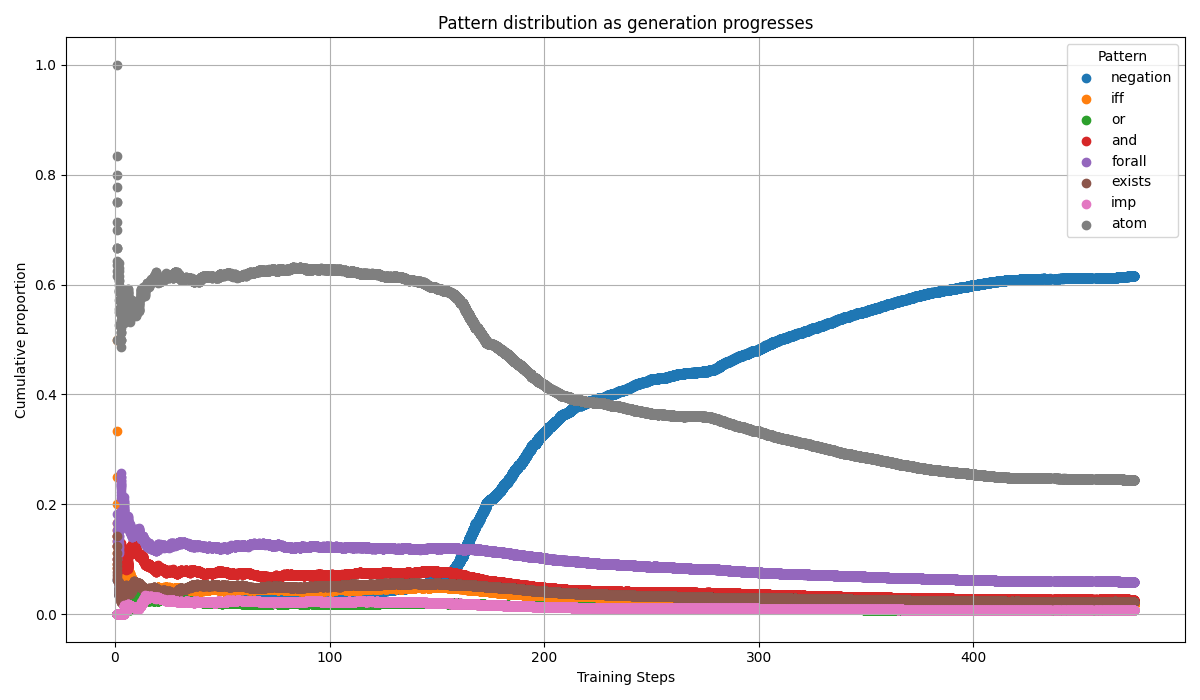 Pattern distribution as generation progresses
Cumulative proportion
1.0
0.8
0.6
0.4
0.2
0.0
0
100
200
300
400
Training Steps
Pattern
negation
iff
or
and
forall
exists
imp
atom